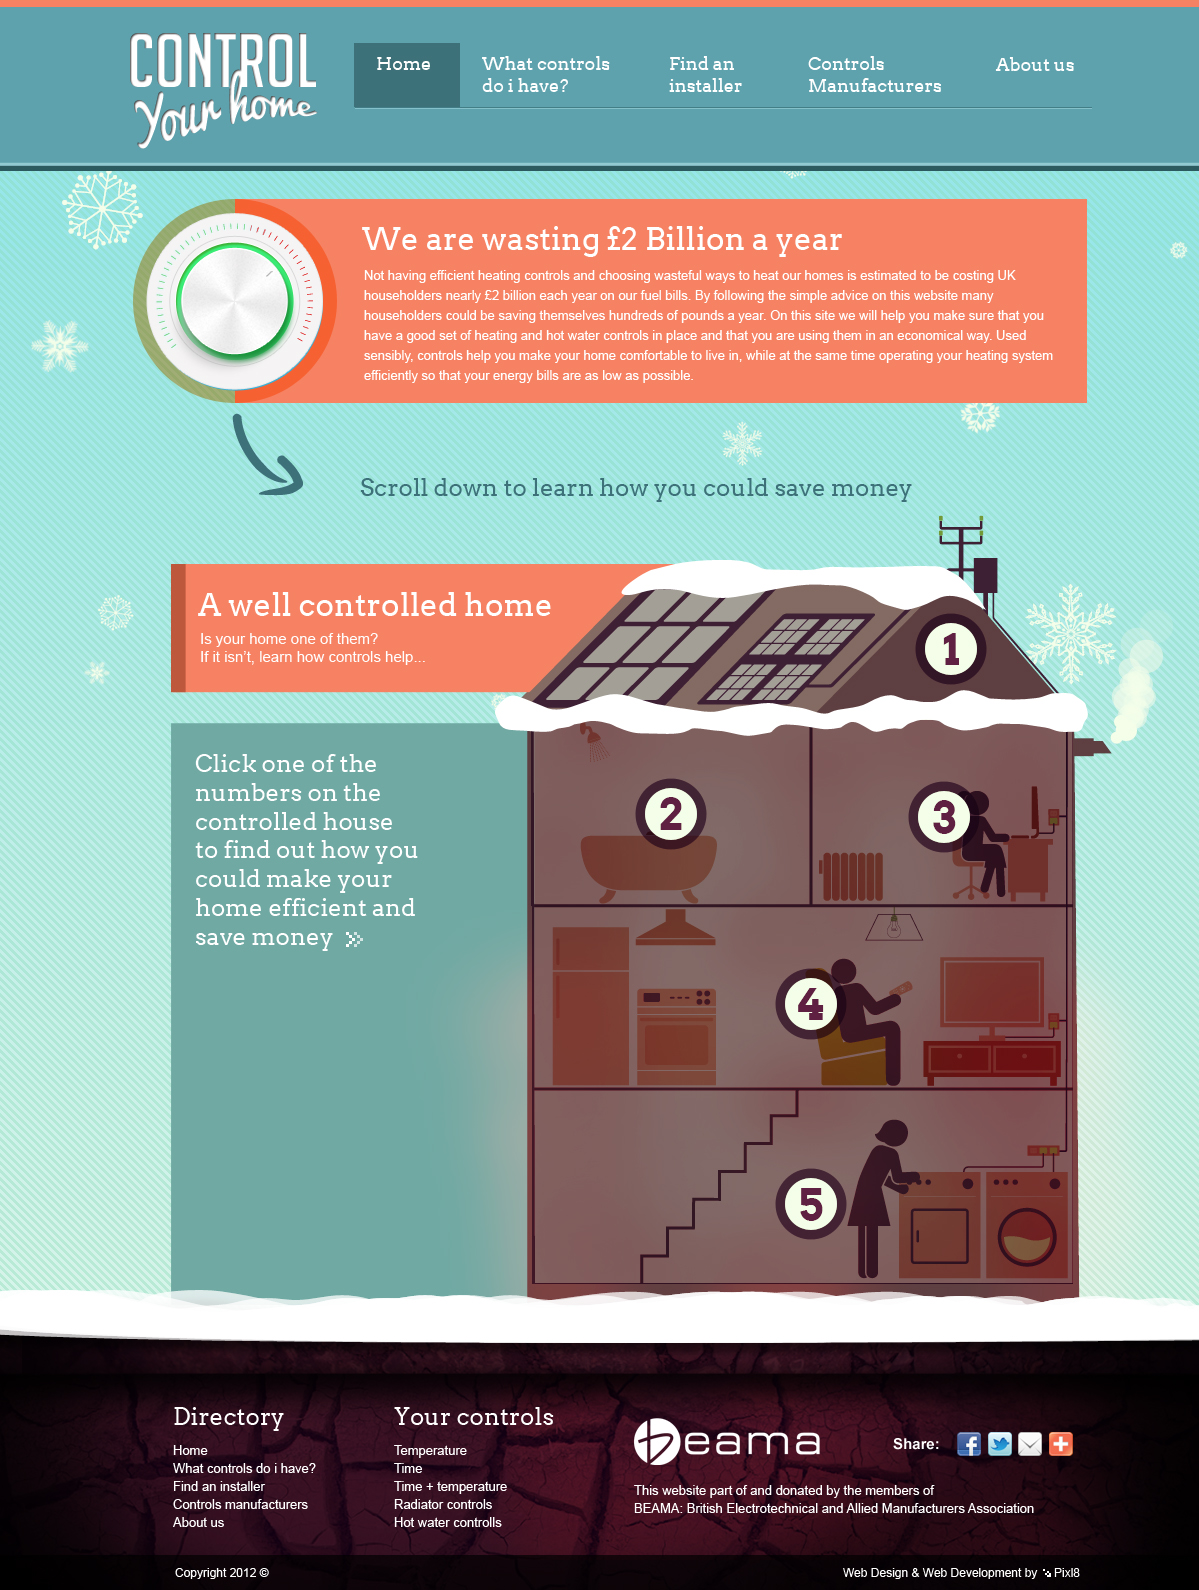 CONTROL
Your home
Home
What controls
do i have?
Find an
installer
Controls
Manufacturers
About us
We are wasting £2 Billion a year
Not having efficient heating controls and choosing wasteful ways to heat our homes is estimated to be costing UK
householders nearly £2 billion each year on our fuel bills. By following the simple advice on this website many
householders could be saving themselves hundreds of pounds a year. On this site we will help you make sure that you
have a good set of heating and hot water controls in place and that you are using them in an economical way. Used
sensibly, controls help you make your home comfortable to live in, while at the same time operating your heating system
efficiently so that your energy bills are as low as possible.
Scroll down to learn how you could save money
A well controlled home
Is your home one of them?
If it isn't, learn how controls help...
1
Click one of the
numbers on the
controlled house
to find out how you
could make your
home efficient and
save money
2
3
4
5
Directory
Home
What controls do i have?
Find an installer
Controls manufacturers
About us
Your controls
Temperature
Time
Time + temperature
Radiator controls
Hot water controlls
beama
Share:
This website part of and donated by the members of
BEAMA: British Electrotechnical and Allied Manufacturers Association
Copyright 2012 ©
Web Design & Web Development by Pixl8